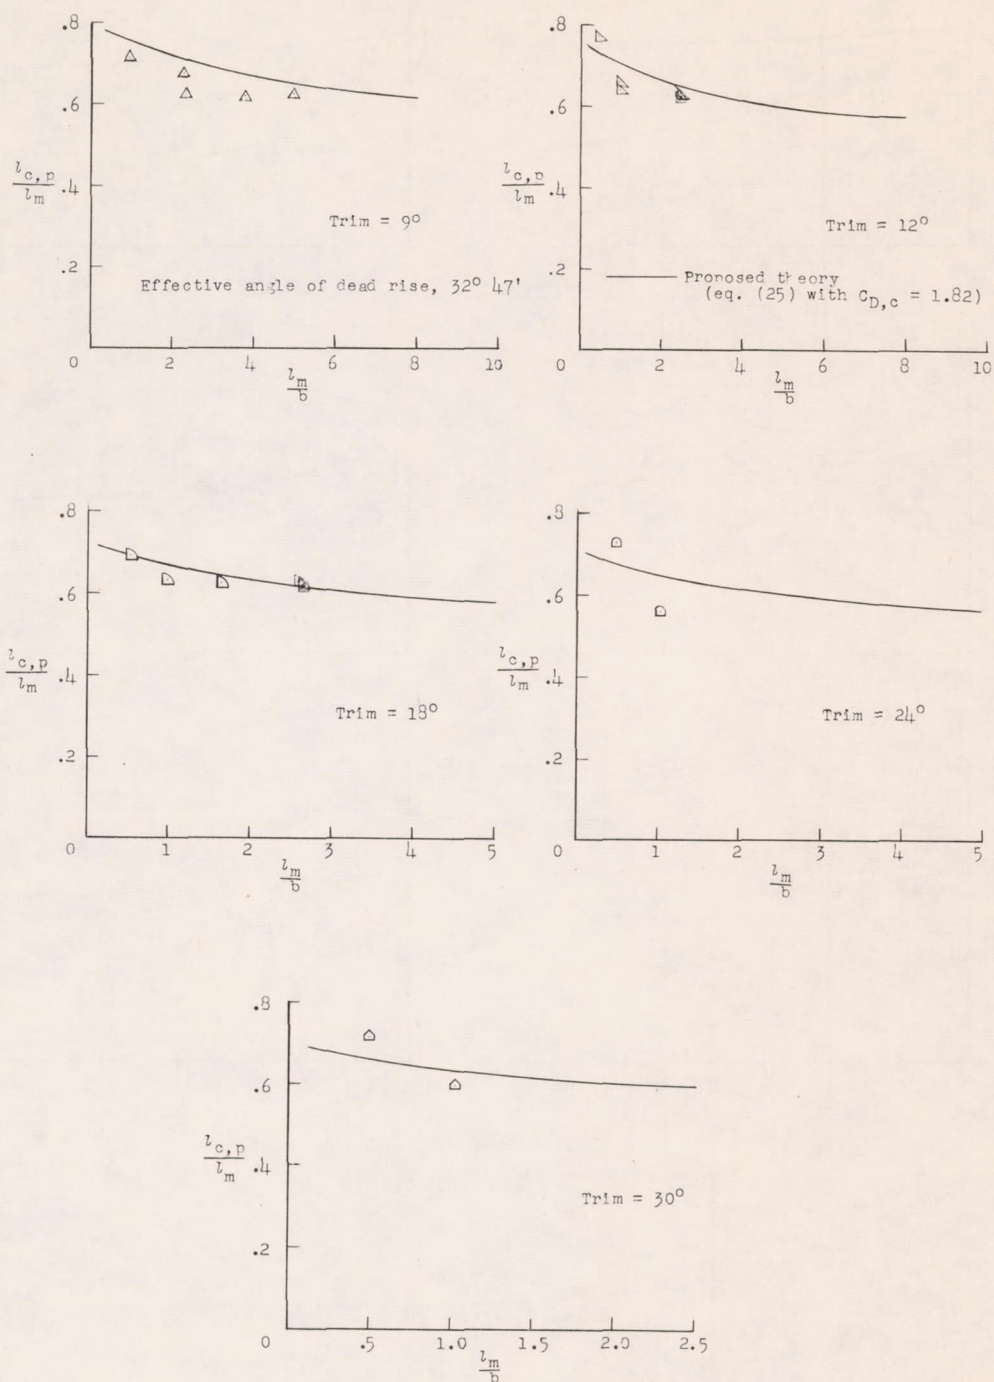 .8
.6
l_c,p
l_m
.4
Trim = 9°
.2
Effective angle of dead rise, 32° 47'
0 2 4 6 8 10
l_m
b
.8
.6
l_c,p
l_m
.4
Trim = 12°
.2
Proposed theory
(eq. (25) with C_D,c = 1.82)
0 2 4 6 8 10
l_m
b
.8
.6
l_c,p
l_m
.4
Trim = 18°
.2
0 1 2 3 4 5
l_m
b
.8
.6
l_c,p
l_m
.4
Trim = 24°
.2
0 1 2 3 4 5
l_m
b
.8
.6
l_c,p
l_m
.4
Trim = 30°
.2
0 .5 1.0 1.5 2.0 2.5
l_m
b